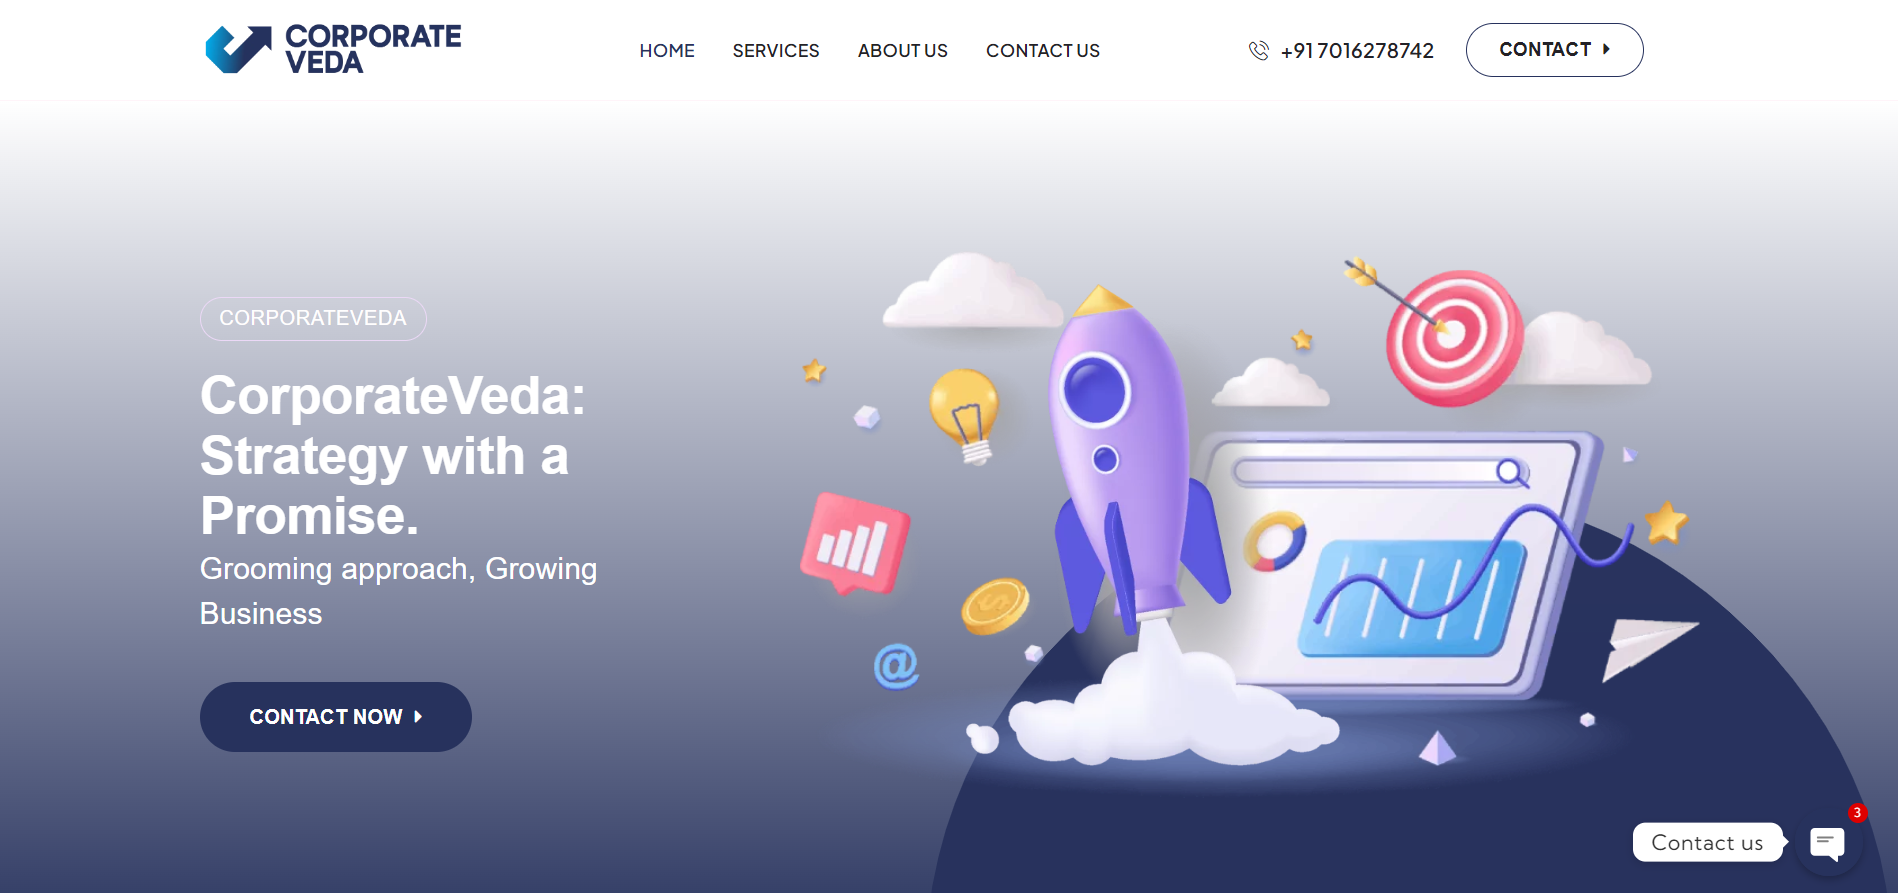 CORPORATE
VEDA
HOME
SERVICES
ABOUT US
CONTACT US
+91 7016278742
CONTACT
CORPORATEVEDA
CorporateVeda:
Strategy with a
Promise.
Grooming approach, Growing
Business
CONTACT NOW
@
3
Contact us